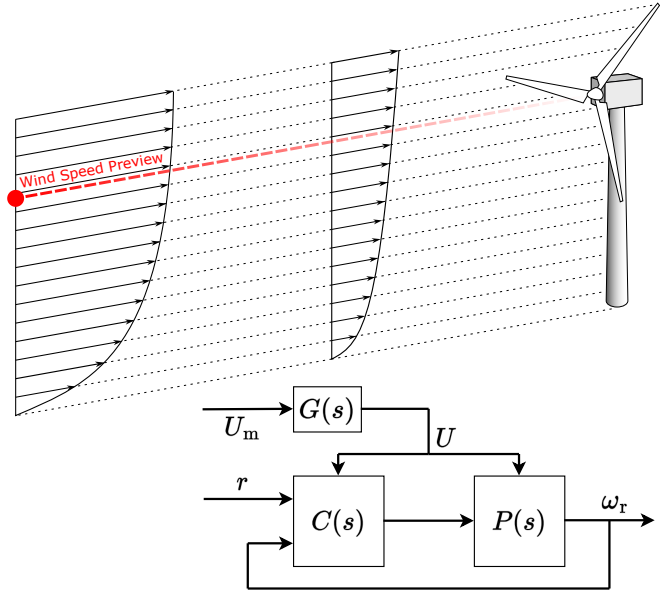 Wind Speed Preview
G(s)
U_m
U
r
C(s)
P(s)
ω_r